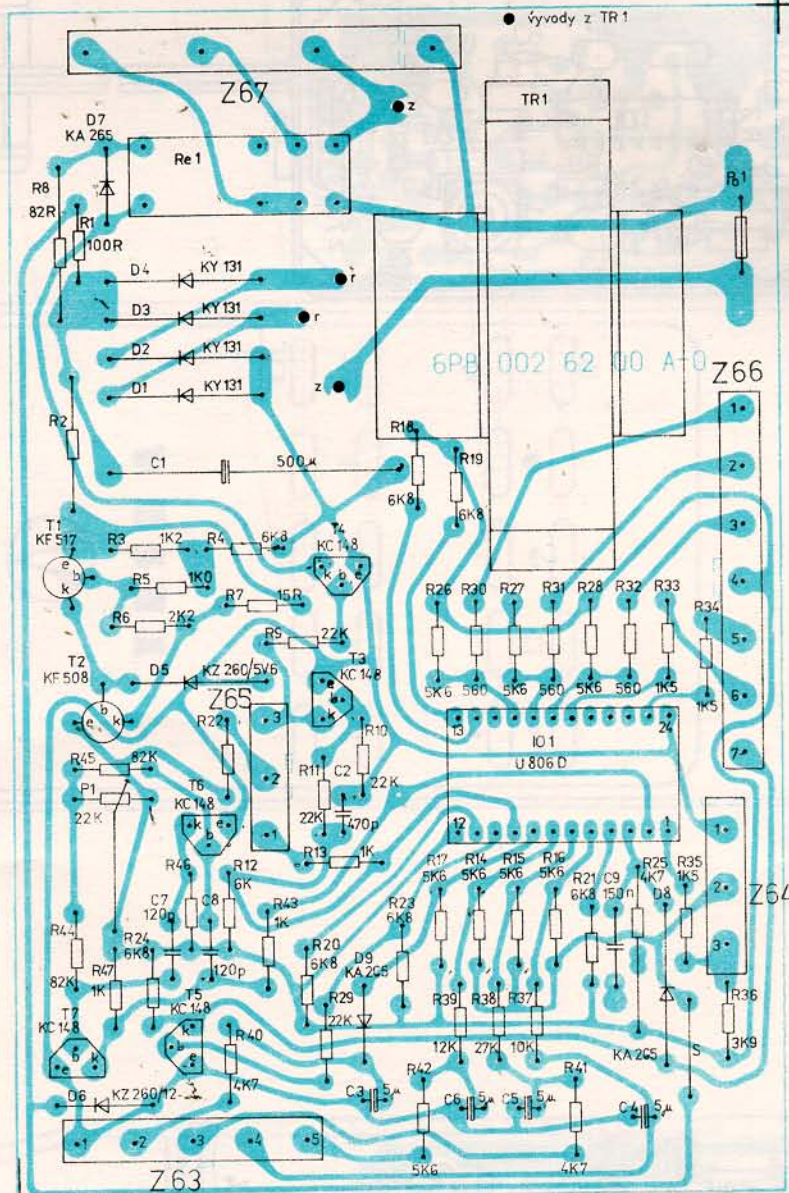 vývody z TR 1
Z67
TR1
D7
KA 265
z
Re 1
R8
82R
R1
100R
Po1
D4 KY 131
r
D3 KY 131
r
D2 KY 131
6PB 002 62 00 A-0
Z66
D1 KY 131
z
1
R2
R18
2
R19
C1 500µ
6K8
6K8
3
T1
KF 517
R3 1K2
R4 6K8
T4
KC 148
4
e b k
R5 1K0
k b e
R7 15R
R26 R30 R27 R31 R28 R32 R33
R34
R6 2K2
5
R9 22K
T2
KF 508
T3
KC 148
D5 KZ 260/5V6
e b k
5K6 560 5K6 560 5K6 560 1K5
1K5
6
Z65
e b k
R22
3
R10
13 24
IO 1
U 806 D
7
R45 82K
2
R11 C2
22K
P1
22K
T6
KC 148
k b e
22K
470p
12 1
1
Z64
1
R13 1K
R46
R12
6K
R17
5K6
R14
5K6
R15
5K6
R16
5K6
R21
6K8
C9
150n
R25
4K7
D8
R35
1K5
2
C7
120p
C8
R43
1K
R23
6K8
R44
82K
R24
6K8
R20
6K8
D9
KA 265
3
R47
1K
120p
R29
22K
R39 R38 R37
R36
T7
KC 148
T5
KC 148
k b e
R40
12K 27K 10K
3K9
b e k
4K7
KA 265
S
R42
R41
D6 KZ 260/12
C3 5µ
C6 5µ
C5 5µ
C4 5µ
1 2 3 4 5
5K6
4K7
Z63